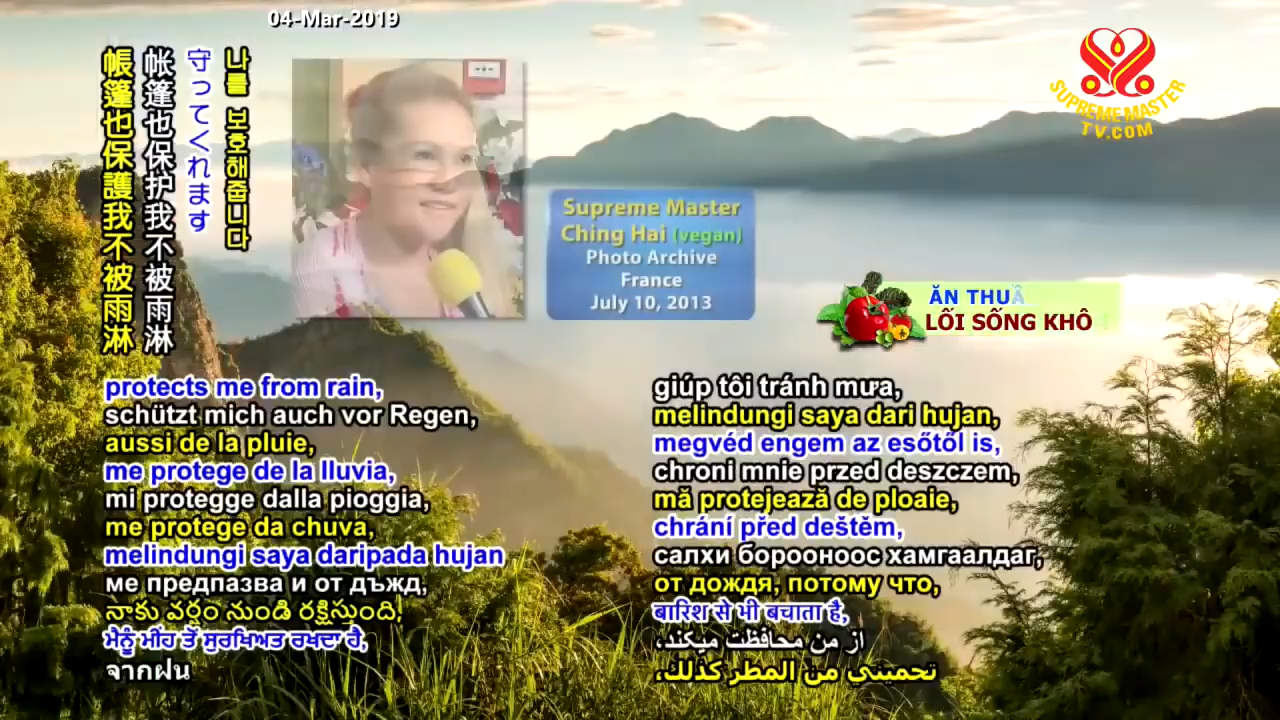 04-Mar-2019
SUPREME MASTER
TV.COM
帳篷也保護我不被雨淋
帐篷也保护我不被雨淋
守ってくれます
나를 보호해줍니다
Supreme Master
Ching Hai (vegan)
Photo Archive
France
July 10, 2013
ĂN THUẦ
LỐI SỐNG KHÔ
protects me from rain,
schützt mich auch vor Regen,
aussi de la pluie,
me protege de la lluvia,
mi protegge dalla pioggia,
me protege da chuva,
melindungi saya daripada hujan
ме предпазва и от дъжд,
నాకు వర్షం నుండి రక్షిస్తుంది!
ਮੈਨੂੰ ਮੀਂਹ ਤੋਂ ਸੁਰਖਿਅਤ ਰਖਦਾ ਹੈ,
จากฝน
giúp tôi tránh mưa,
melindungi saya dari hujan,
megvéd engem az esőtől is,
chroni mnie przed deszczem,
mă protejează de ploaie,
chrání před deštěm,
салхи борооноос хамгаалдаг,
от дождя, потому что,
बारिश से भी बचाता है,
از من محافظت میکند،
تحميني من المطر كذلك،